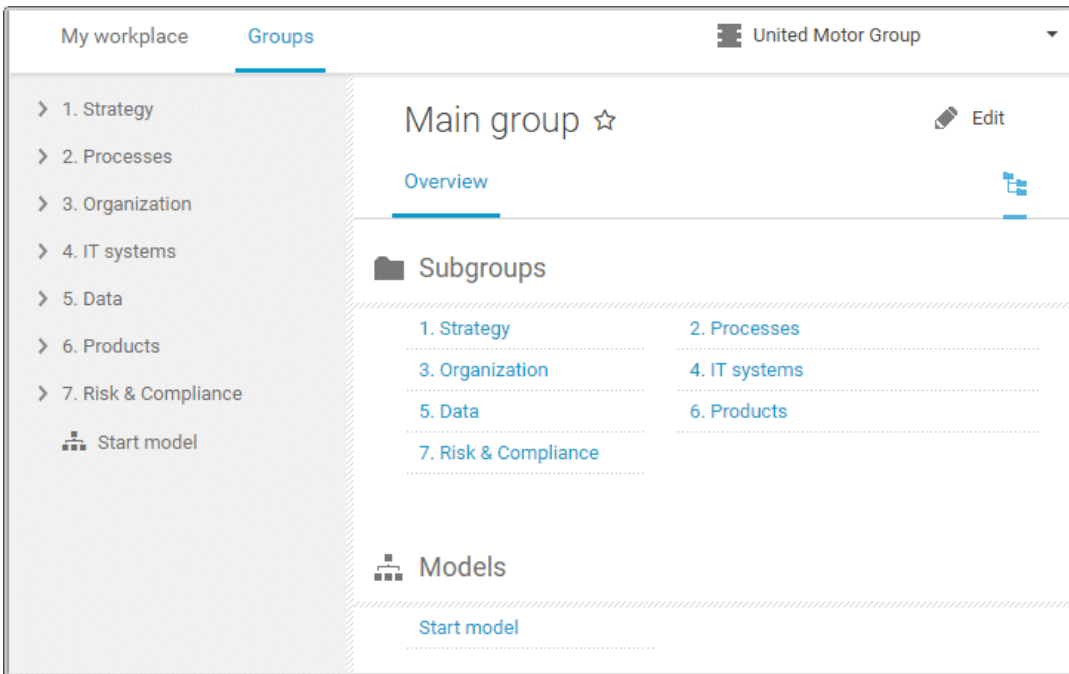 My workplace Groups United Motor Group
1. Strategy
2. Processes
3. Organization
4. IT systems
5. Data
6. Products
7. Risk & Compliance
Start model
Main group Edit
Overview
Subgroups
1. Strategy 2. Processes
3. Organization 4. IT systems
5. Data 6. Products
7. Risk & Compliance
Models
Start model